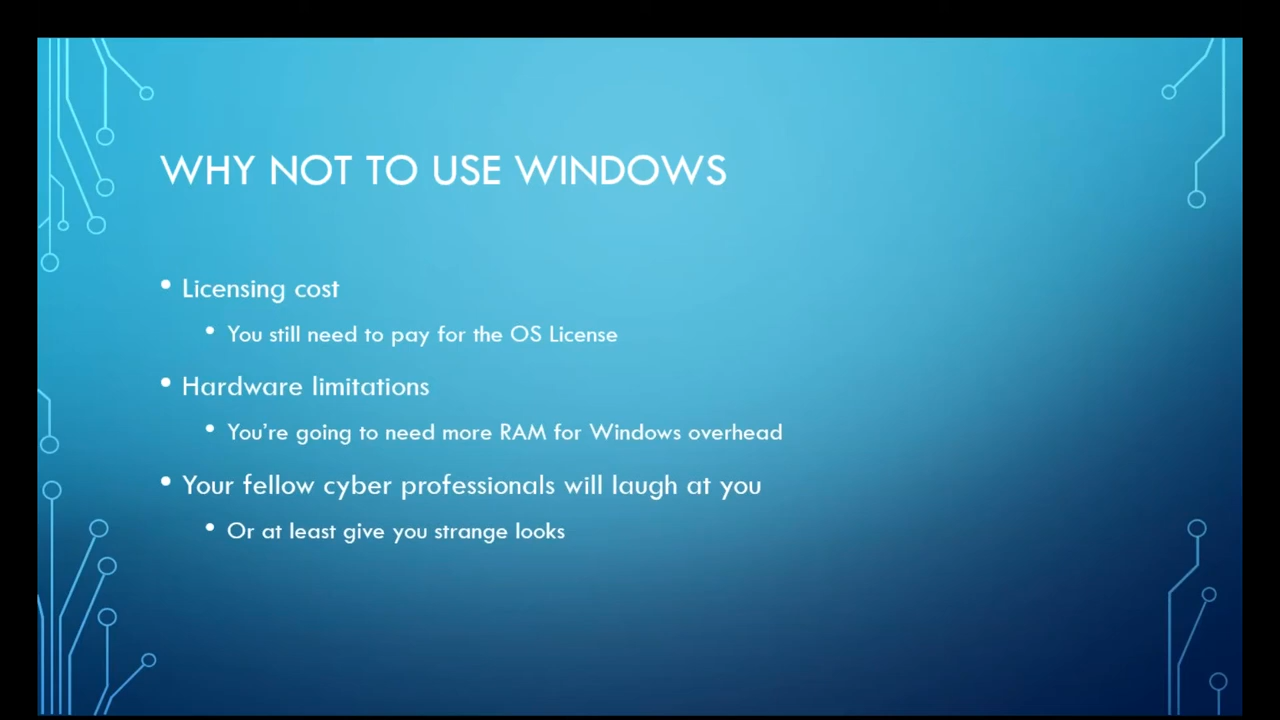 WHY NOT TO USE WINDOWS
• Licensing cost
• You still need to pay for the OS License
• Hardware limitations
• You're going to need more RAM for Windows overhead
• Your fellow cyber professionals will laugh at you
• Or at least give you strange looks